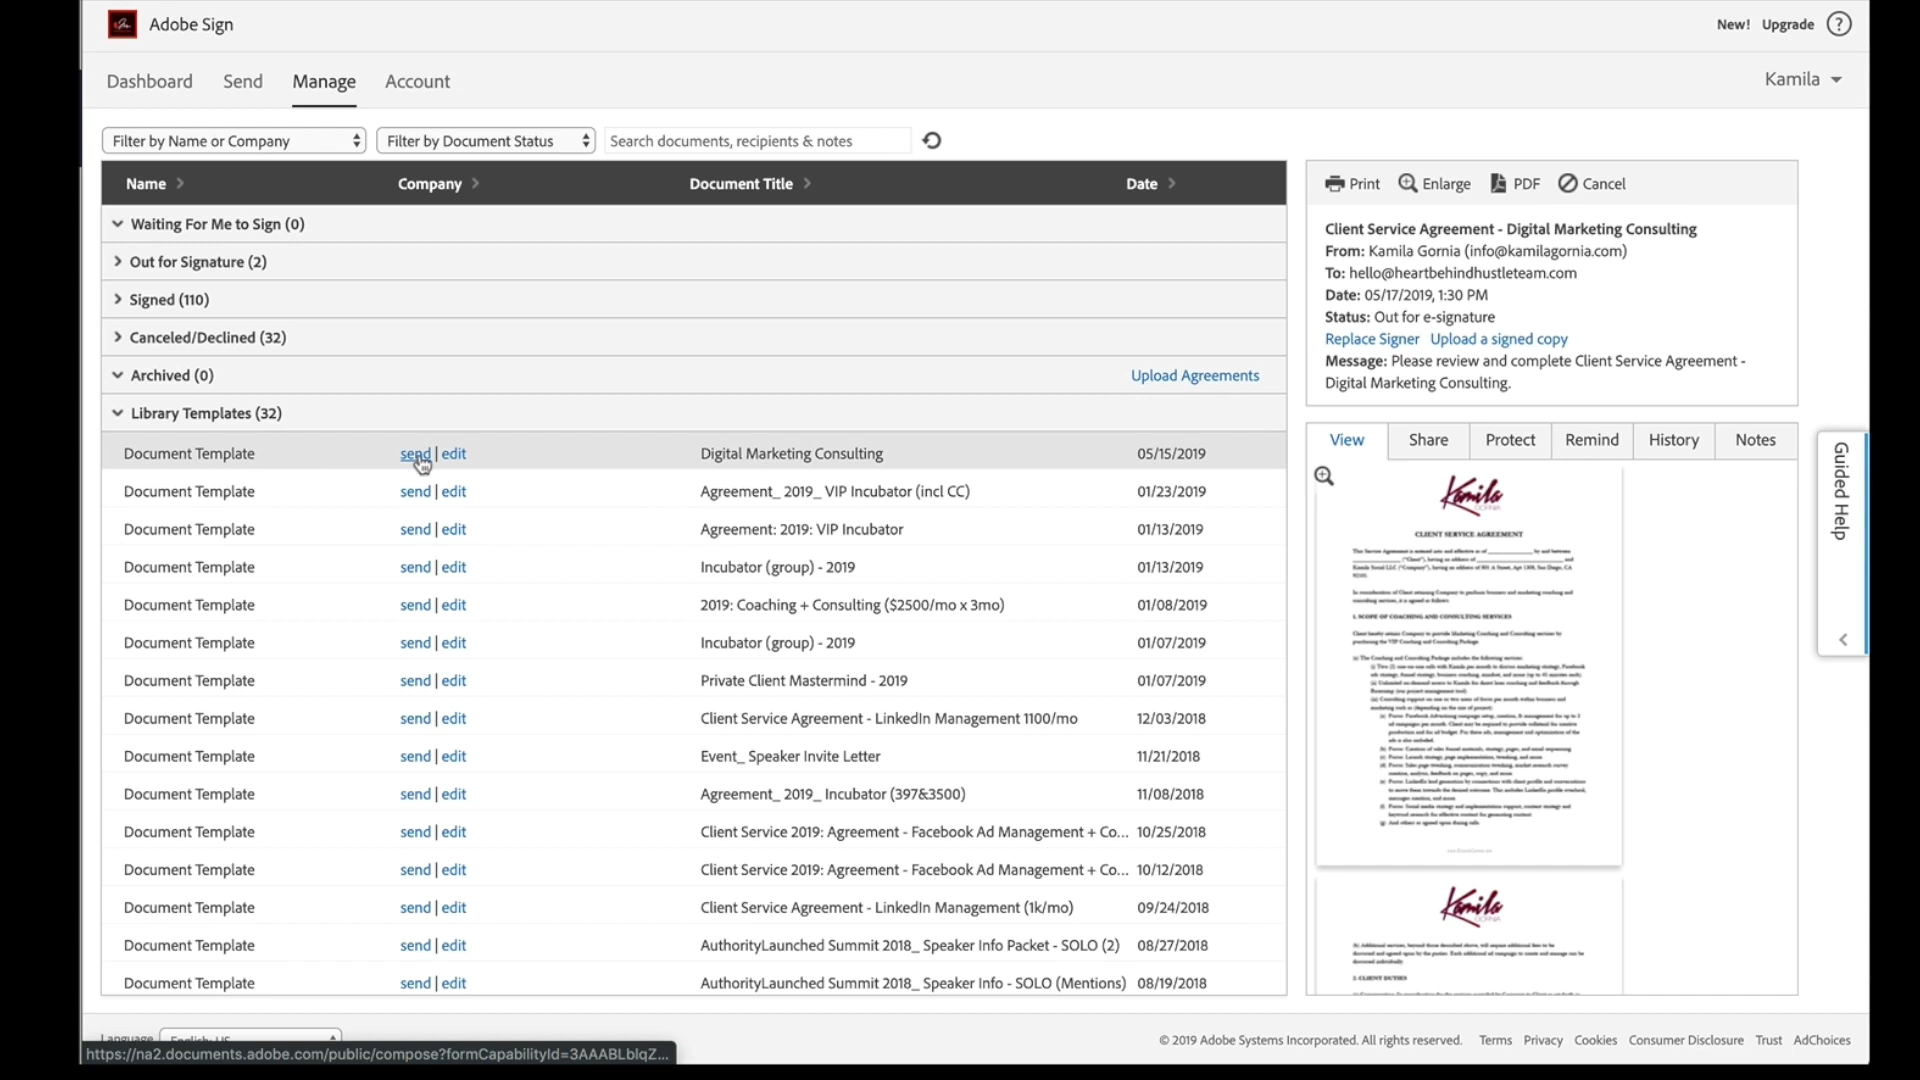 Adobe Sign
New! Upgrade ?
Dashboard Send Manage Account
Kamila
Filter by Name or Company Filter by Document Status Search documents, recipients & notes
Name Company Document Title Date
Waiting For Me to Sign (0)
Out for Signature (2)
Signed (110)
Canceled/Declined (32)
Archived (0) Upload Agreements
Library Templates (32)
Document Template send | edit Digital Marketing Consulting 05/15/2019
Document Template send | edit Agreement_ 2019_ VIP Incubator (incl CC) 01/23/2019
Document Template send | edit Agreement: 2019: VIP Incubator 01/13/2019
Document Template send | edit Incubator (group) - 2019 01/13/2019
Document Template send | edit 2019: Coaching + Consulting ($2500/mo x 3mo) 01/08/2019
Document Template send | edit Incubator (group) - 2019 01/07/2019
Document Template send | edit Private Client Mastermind - 2019 01/07/2019
Document Template send | edit Client Service Agreement - LinkedIn Management 1100/mo 12/03/2018
Document Template send | edit Event_ Speaker Invite Letter 11/21/2018
Document Template send | edit Agreement_ 2019_ Incubator (397&3500) 11/08/2018
Document Template send | edit Client Service 2019: Agreement - Facebook Ad Management + Co... 10/25/2018
Document Template send | edit Client Service 2019: Agreement - Facebook Ad Management + Co... 10/12/2018
Document Template send | edit Client Service Agreement - LinkedIn Management (1k/mo) 09/24/2018
Document Template send | edit AuthorityLaunched Summit 2018_ Speaker Info Packet - SOLO (2) 08/27/2018
Document Template send | edit AuthorityLaunched Summit 2018_ Speaker Info - SOLO (Mentions) 08/19/2018
Print Enlarge PDF Cancel
Client Service Agreement - Digital Marketing Consulting
From: Kamila Gornia (info@kamilagornia.com)
To: hello@heartbehindhustleteam.com
Date: 05/17/2019, 1:30 PM
Status: Out for e-signature
Replace Signer Upload a signed copy
Message: Please review and complete Client Service Agreement -
Digital Marketing Consulting.
View Share Protect Remind History Notes
Kamila
GORNIA
CLIENT SERVICE AGREEMENT
1. SCOPE OF COACHING AND CONSULTING SERVICES
Kamila
GORNIA
2. CLIENT DUTIES
Guided Help
Language English: US
© 2019 Adobe Systems Incorporated. All rights reserved. Terms Privacy Cookies Consumer Disclosure Trust AdChoices
https://na2.documents.adobe.com/public/compose?formCapabilityId=3AAABLblqZ...